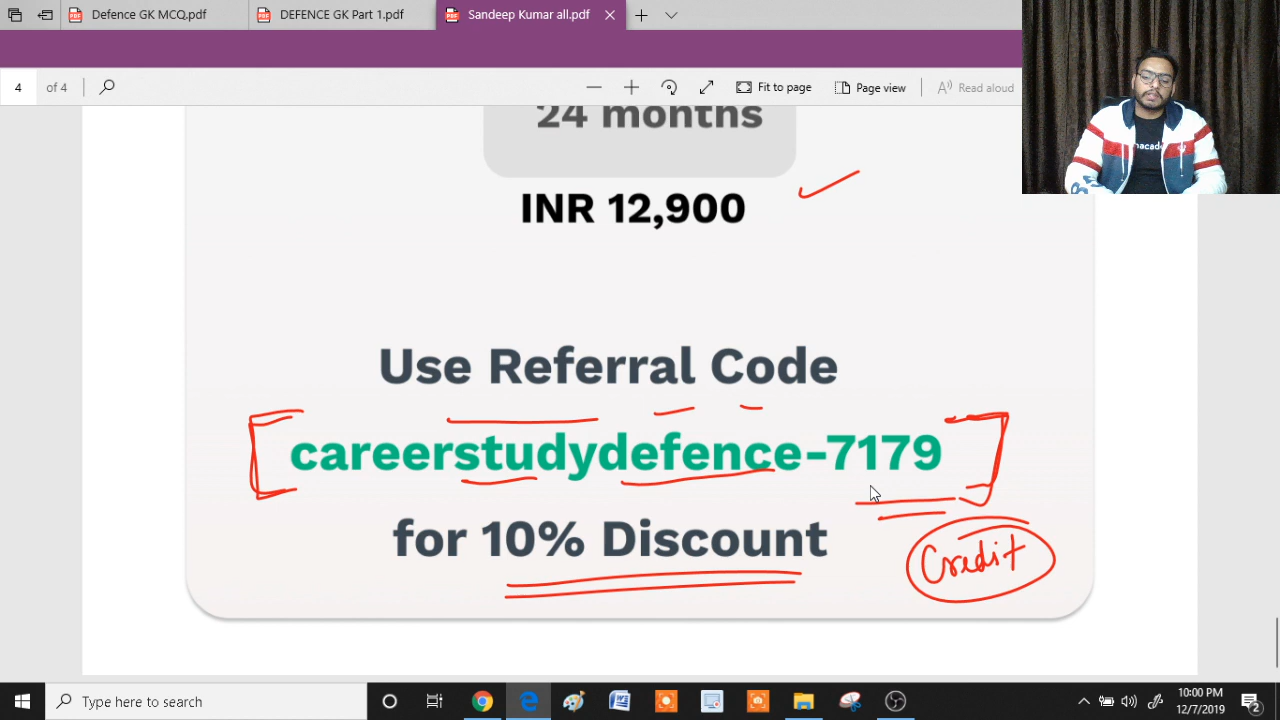 Defence GK MCQ.pdf
DEFENCE GK Part 1.pdf
Sandeep Kumar all.pdf
4 of 4
Fit to page
Page view
Read aloud
24 months
INR 12,900
Use Referral Code
careerstudydefence-7179
for 10% Discount
Credit
Type here to search
10:00 PM
12/7/2019
2